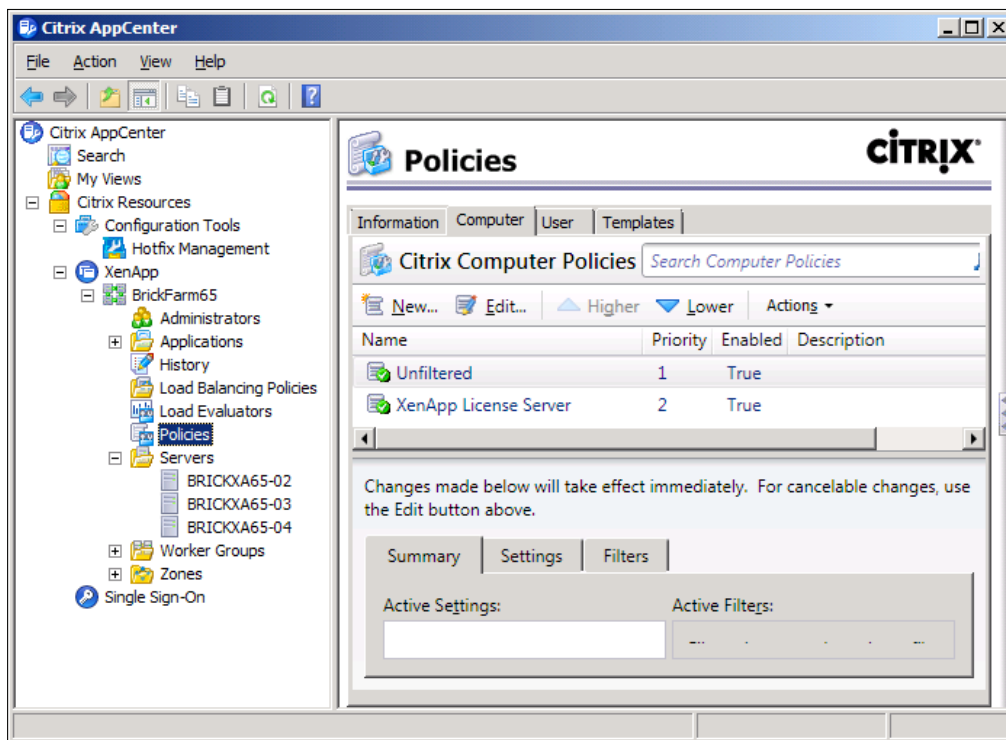 Citrix AppCenter
File Action View Help
Citrix AppCenter
Search
My Views
Citrix Resources
Configuration Tools
Hotfix Management
XenApp
BrickFarm65
Administrators
Applications
History
Load Balancing Policies
Load Evaluators
Policies
Servers
BRICKXA65-02
BRICKXA65-03
BRICKXA65-04
Worker Groups
Zones
Single Sign-On
Policies
CITRIX
Information Computer User Templates
Citrix Computer Policies Search Computer Policies
New... Edit... Higher Lower Actions
Name Priority Enabled Description
Unfiltered 1 True
XenApp License Server 2 True
Changes made below will take effect immediately. For cancelable changes, use
the Edit button above.
Summary Settings Filters
Active Settings: Active Filters: